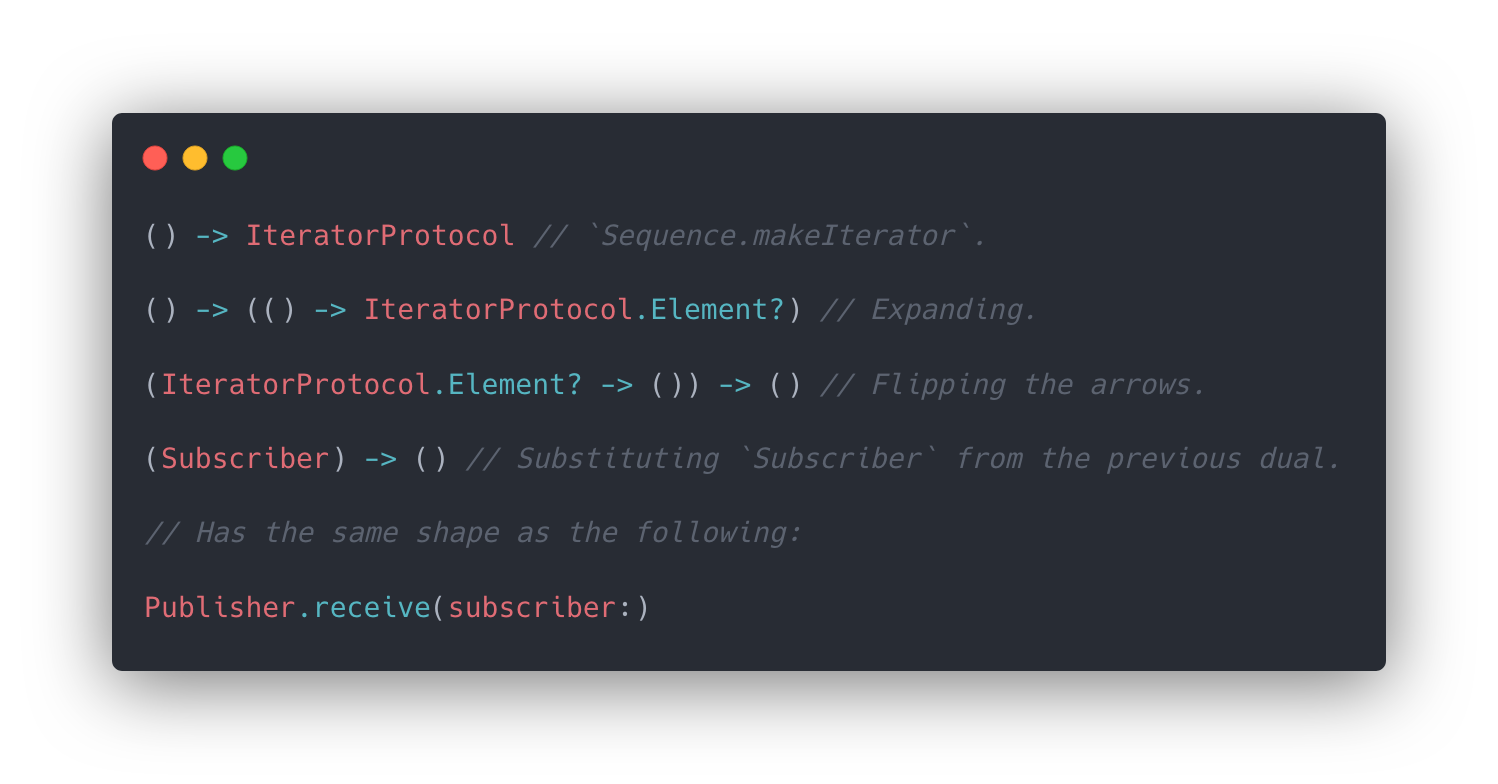 () -> IteratorProtocol // `Sequence.makeIterator`.
() -> (() -> IteratorProtocol.Element?) // Expanding.
(IteratorProtocol.Element? -> ()) -> () // Flipping the arrows.
(Subscriber) -> () // Substituting `Subscriber` from the previous dual.
// Has the same shape as the following:
Publisher.receive(subscriber:)